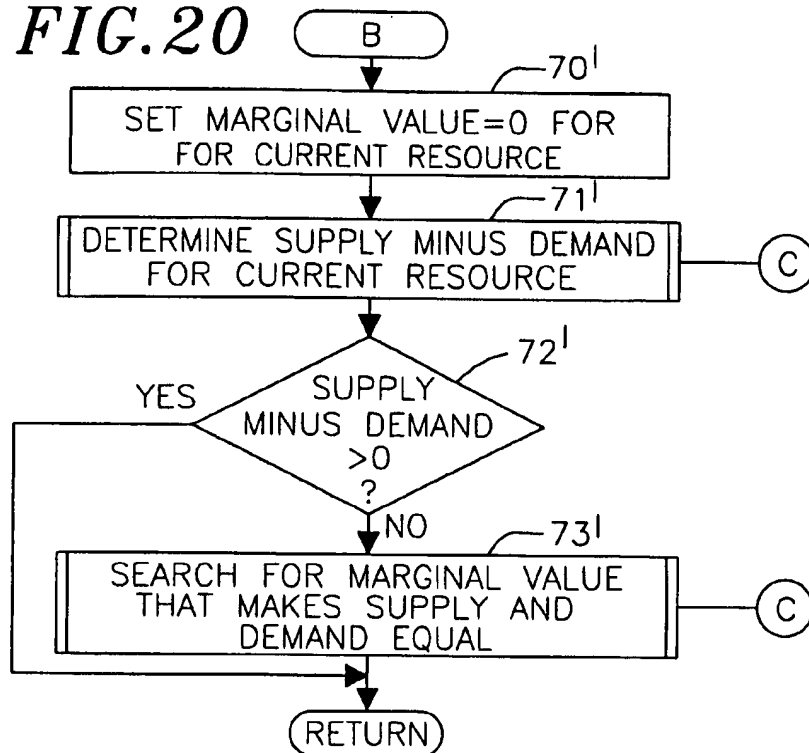 FIG.20
B
70'
SET MARGINAL VALUE=0 FOR
FOR CURRENT RESOURCE
71'
DETERMINE SUPPLY MINUS DEMAND
FOR CURRENT RESOURCE
C
72'
YES
SUPPLY
MINUS DEMAND
>0
?
NO
73'
SEARCH FOR MARGINAL VALUE
THAT MAKES SUPPLY AND
DEMAND EQUAL
C
RETURN